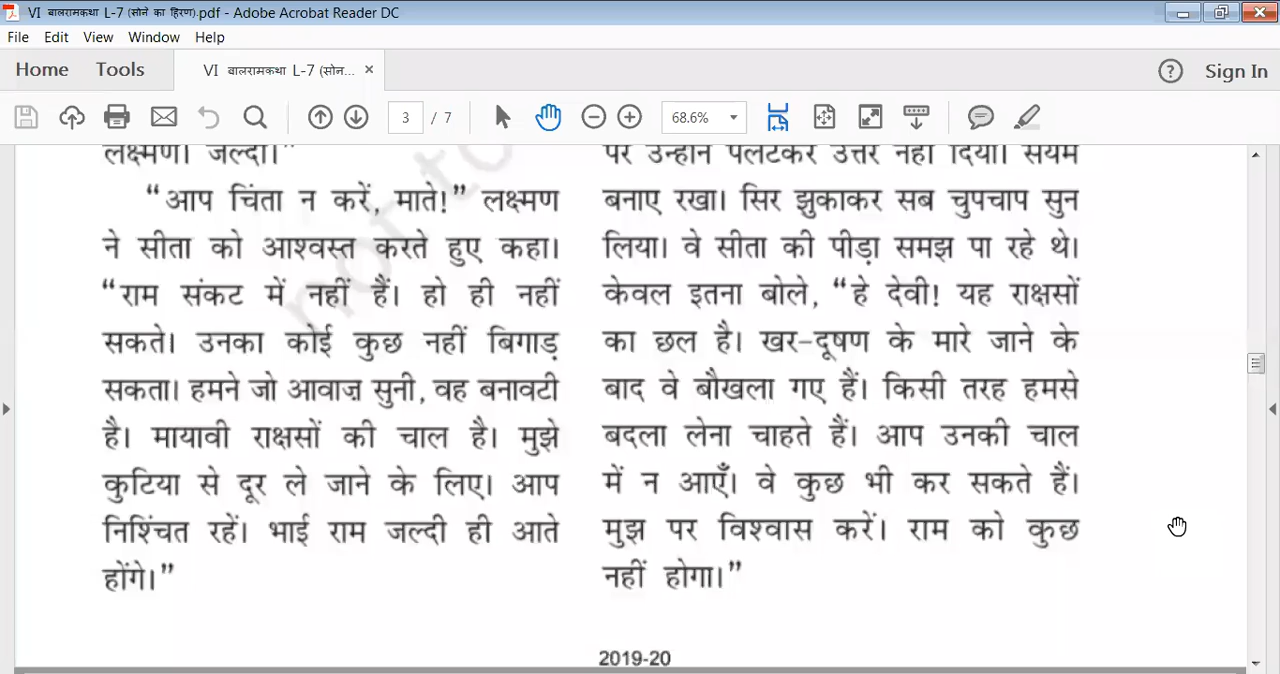 VI बालरामकथा L-7 (सोने का हिरण).pdf - Adobe Acrobat Reader DC
File Edit View Window Help
Home Tools VI बालरामकथा L-7 (सोन... × ? Sign In
3 / 7 68.6%
लक्ष्मण। जल्दी।”
“आप चिंता न करें, माते!” लक्ष्मण
ने सीता को आश्वस्त करते हुए कहा।
“राम संकट में नहीं हैं। हो ही नहीं
सकते। उनका कोई कुछ नहीं बिगाड़
सकता। हमने जो आवाज़ सुनी, वह बनावटी
है। मायावी राक्षसों की चाल है। मुझे
कुटिया से दूर ले जाने के लिए। आप
निश्चिंत रहें। भाई राम जल्दी ही आते
होंगे।”
पर उन्होंने पलटकर उत्तर नहीं दिया। संयम
बनाए रखा। सिर झुकाकर सब चुपचाप सुन
लिया। वे सीता की पीड़ा समझ पा रहे थे।
केवल इतना बोले, “हे देवी! यह राक्षसों
का छल है। खर-दूषण के मारे जाने के
बाद वे बौखला गए हैं। किसी तरह हमसे
बदला लेना चाहते हैं। आप उनकी चाल
में न आएँ। वे कुछ भी कर सकते हैं।
मुझ पर विश्वास करें। राम को कुछ
नहीं होगा।”
not to
2019-20